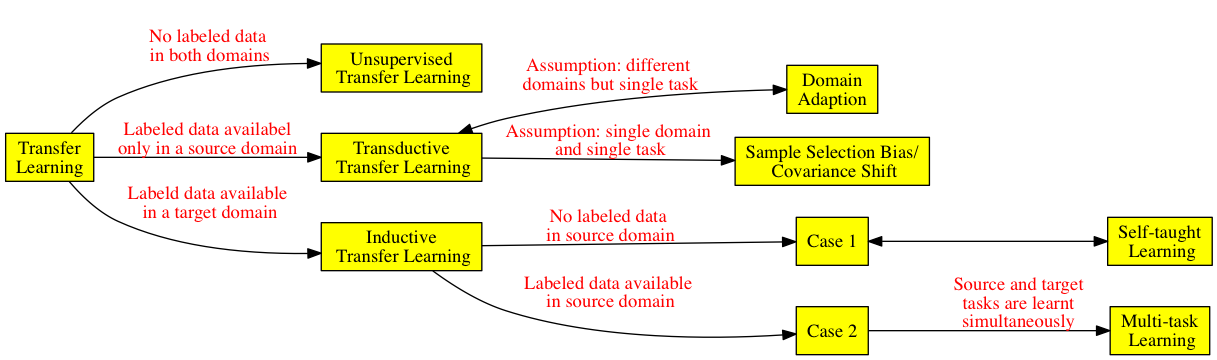 No labeled data
in both domains
Unsupervised
Transfer Learning
Assumption: different
domains but single task
Domain
Adaption
Transfer
Learning
Labeled data availabel
only in a source domain
Transductive
Transfer Learning
Assumption: single domain
and single task
Sample Selection Bias/
Covariance Shift
Labeld data available
in a target domain
Inductive
Transfer Learning
No labeled data
in source domain
Case 1
Self-taught
Learning
Labeled data available
in source domain
Case 2
Source and target
tasks are learnt
simultaneously
Multi-task
Learning